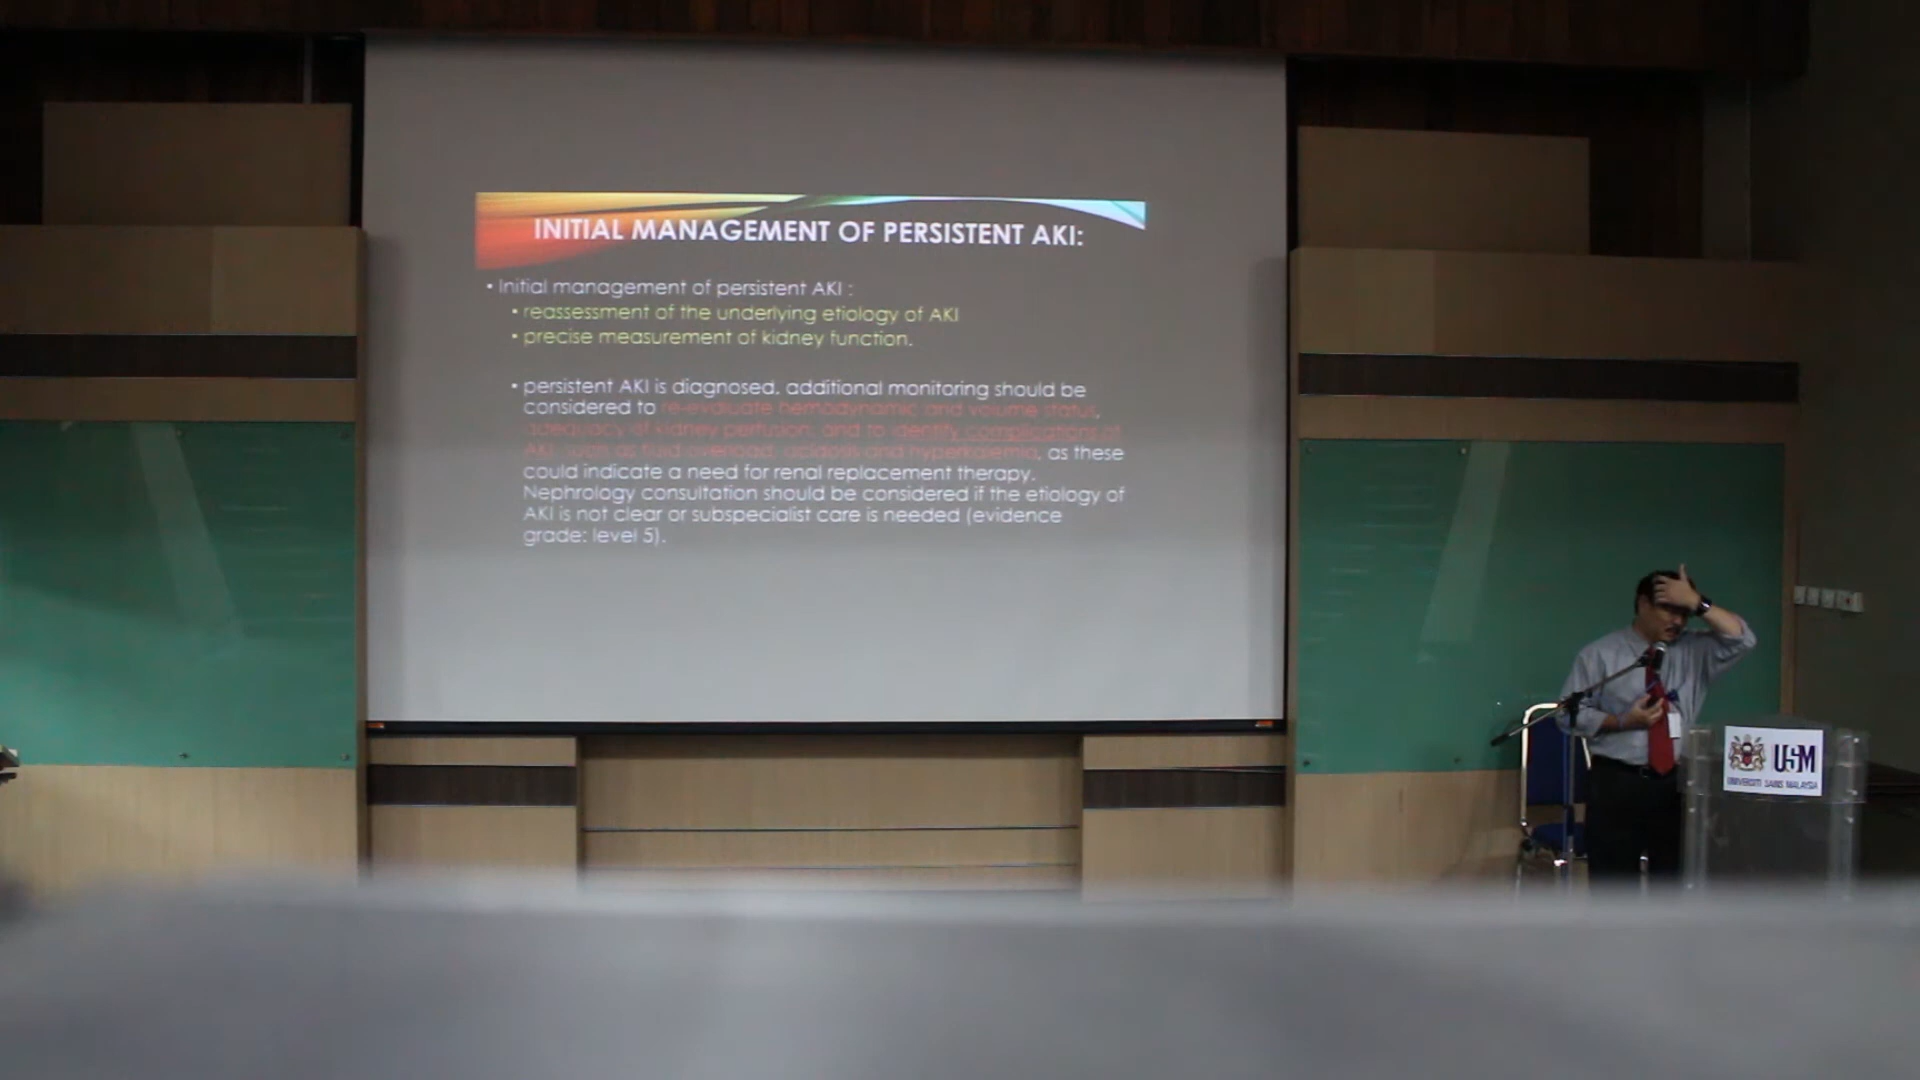 INITIAL MANAGEMENT OF PERSISTENT AKI:
• Initial management of persistent AKI :
• reassessment of the underlying etiology of AKI
• precise measurement of kidney function.
• persistent AKI is diagnosed. additional monitoring should be
considered to re-evaluate hemodynamic and volume status,
adequacy of kidney perfusion; and to identify complications of
AKI, such as fluid overload, acidosis and hyperkalemia, as these
could indicate a need for renal replacement therapy.
Nephrology consultation should be considered if the etiology of
AKI is not clear or subspecialist care is needed (evidence
grade: level 5).
USM
UNIVERSITI SAINS MALAYSIA